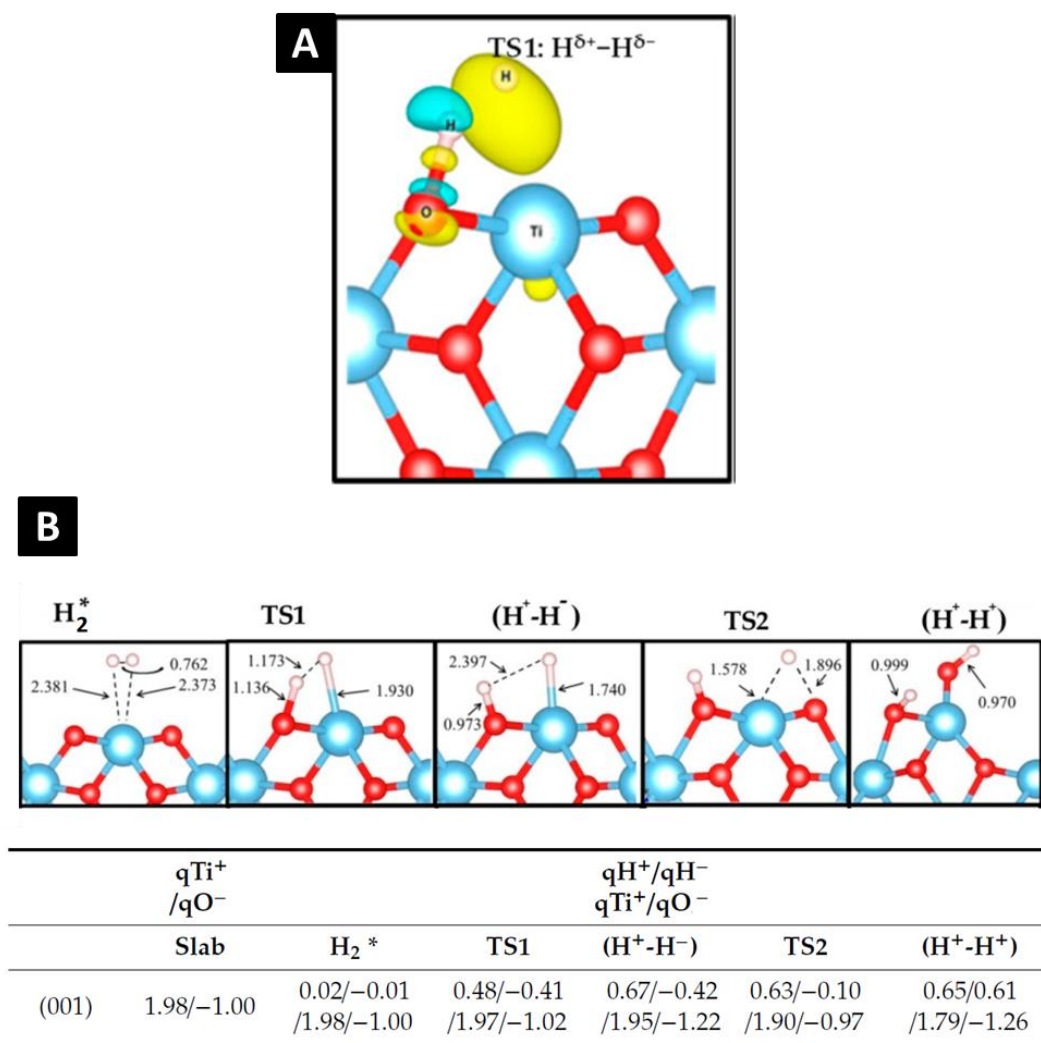 A
TS1: Hᵟ⁺–Hᵟ⁻
H
H
O
Ti
B
H₂* TS1 (H⁺-H⁻) TS2 (H⁺-H⁺)
0.762
2.381 2.373
1.173
1.136 1.930
2.397
0.973 1.740
1.578 1.896
0.999 0.970
qTi⁺
/qO⁻
qH⁺/qH⁻
qTi⁺/qO⁻
Slab H₂ * TS1 (H⁺-H⁻) TS2 (H⁺-H⁺)
(001) 1.98/−1.00 0.02/−0.01 0.48/−0.41 0.67/−0.42 0.63/−0.10 0.65/0.61
/1.98/−1.00 /1.97/−1.02 /1.95/−1.22 /1.90/−0.97 /1.79/−1.26